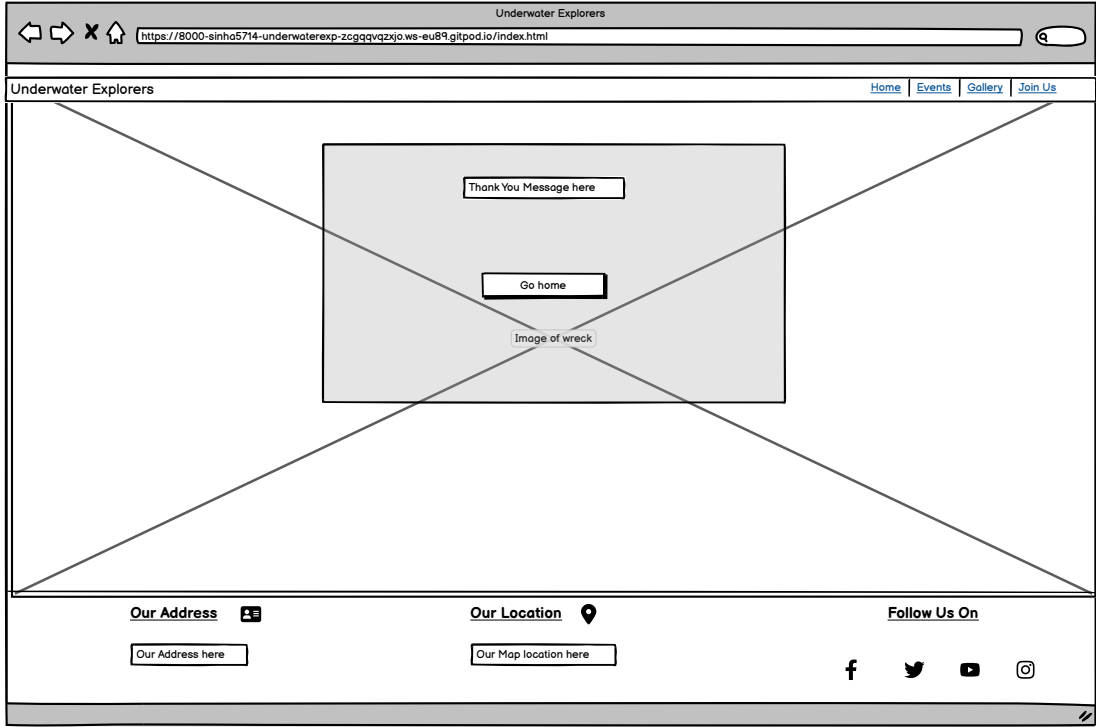 Underwater Explorers
https://8000-sinha5714-underwaterexp-zcgqqvqzxjo.ws-eu89.gitpod.io/index.html
Underwater Explorers
Home Events Gallery Join Us
Thank You Message here
Go home
Image of wreck
Our Address Our Location Follow Us On
Our Address here Our Map location here